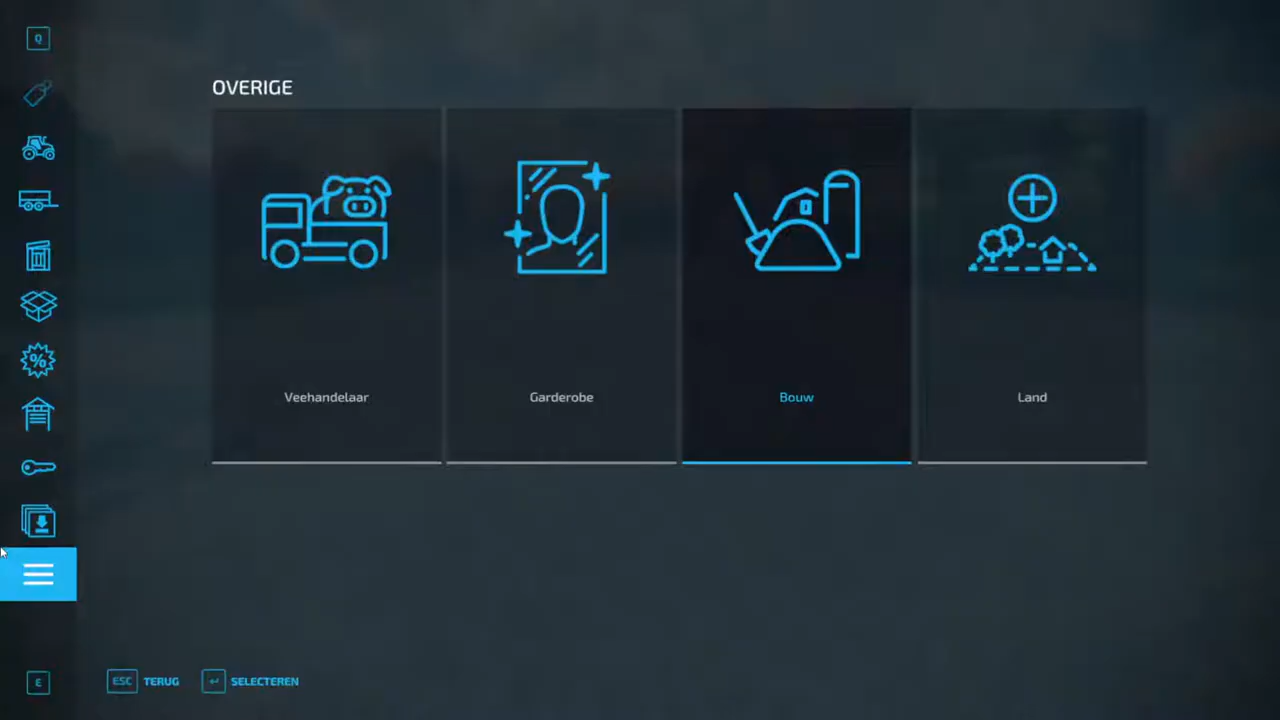 Q
OVERIGE
%
Veehandelaar
Garderobe
Bouw
Land
E
ESC TERUG ↵ SELECTEREN